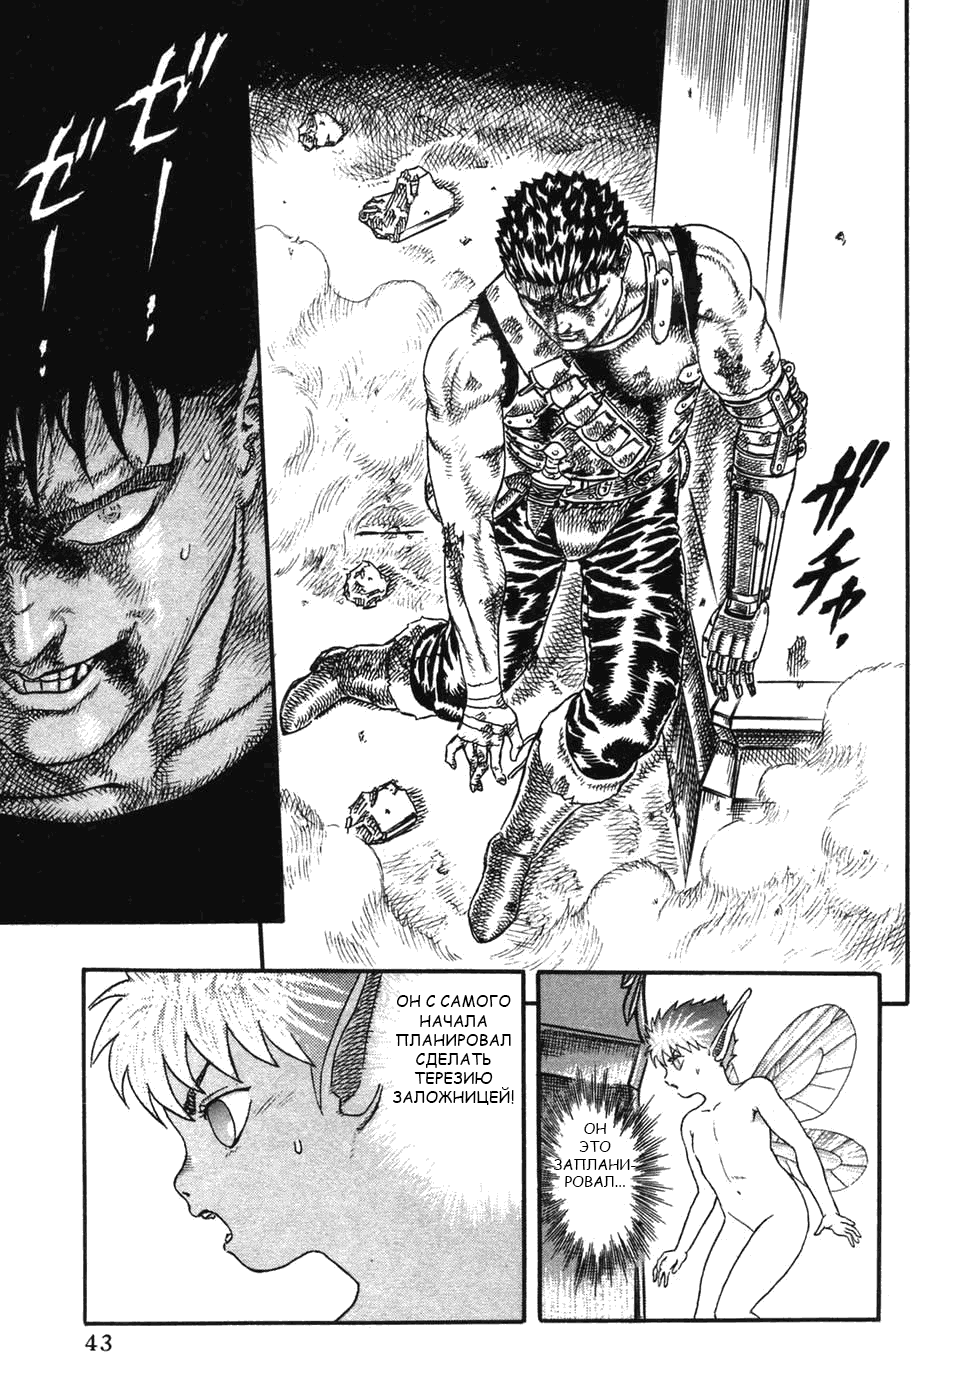 ガチャ
ゼー…
ゼー…
ОН
ЭТО
ЗАПЛАНИ-
РОВАЛ...
ОН С САМОГО
НАЧАЛА
ПЛАНИРОВАЛ
СДЕЛАТЬ
ТЕРЕЗИЮ
ЗАЛОЖНИЦЕЙ!
43